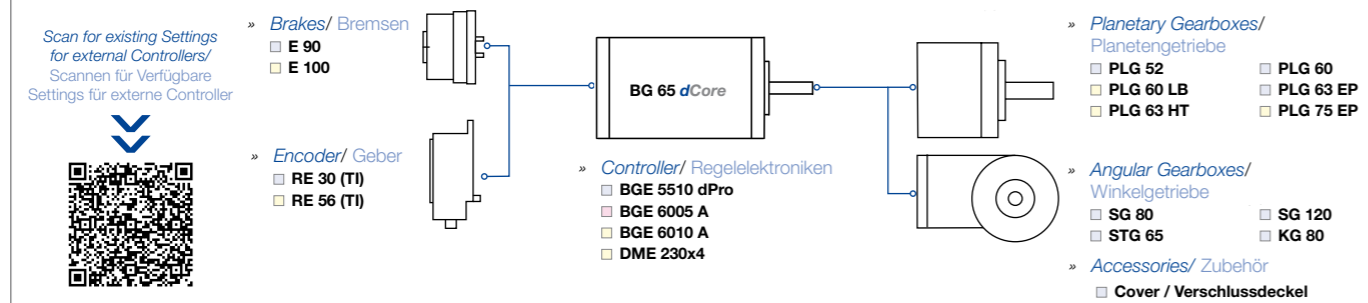 Scan for existing Settings
for external Controllers/
Scannen für Verfügbare
Settings für externe Controller
» Brakes/ Bremsen
E 90
E 100
» Encoder/ Geber
RE 30 (TI)
RE 56 (TI)
BG 65 dCore
» Controller/ Regelelektroniken
BGE 5510 dPro
BGE 6005 A
BGE 6010 A
DME 230x4
» Planetary Gearboxes/
Planetengetriebe
PLG 52 PLG 60
PLG 60 LB PLG 63 EP
PLG 63 HT PLG 75 EP
» Angular Gearboxes/
Winkelgetriebe
SG 80 SG 120
STG 65 KG 80
» Accessories/ Zubehör
Cover / Verschlussdeckel